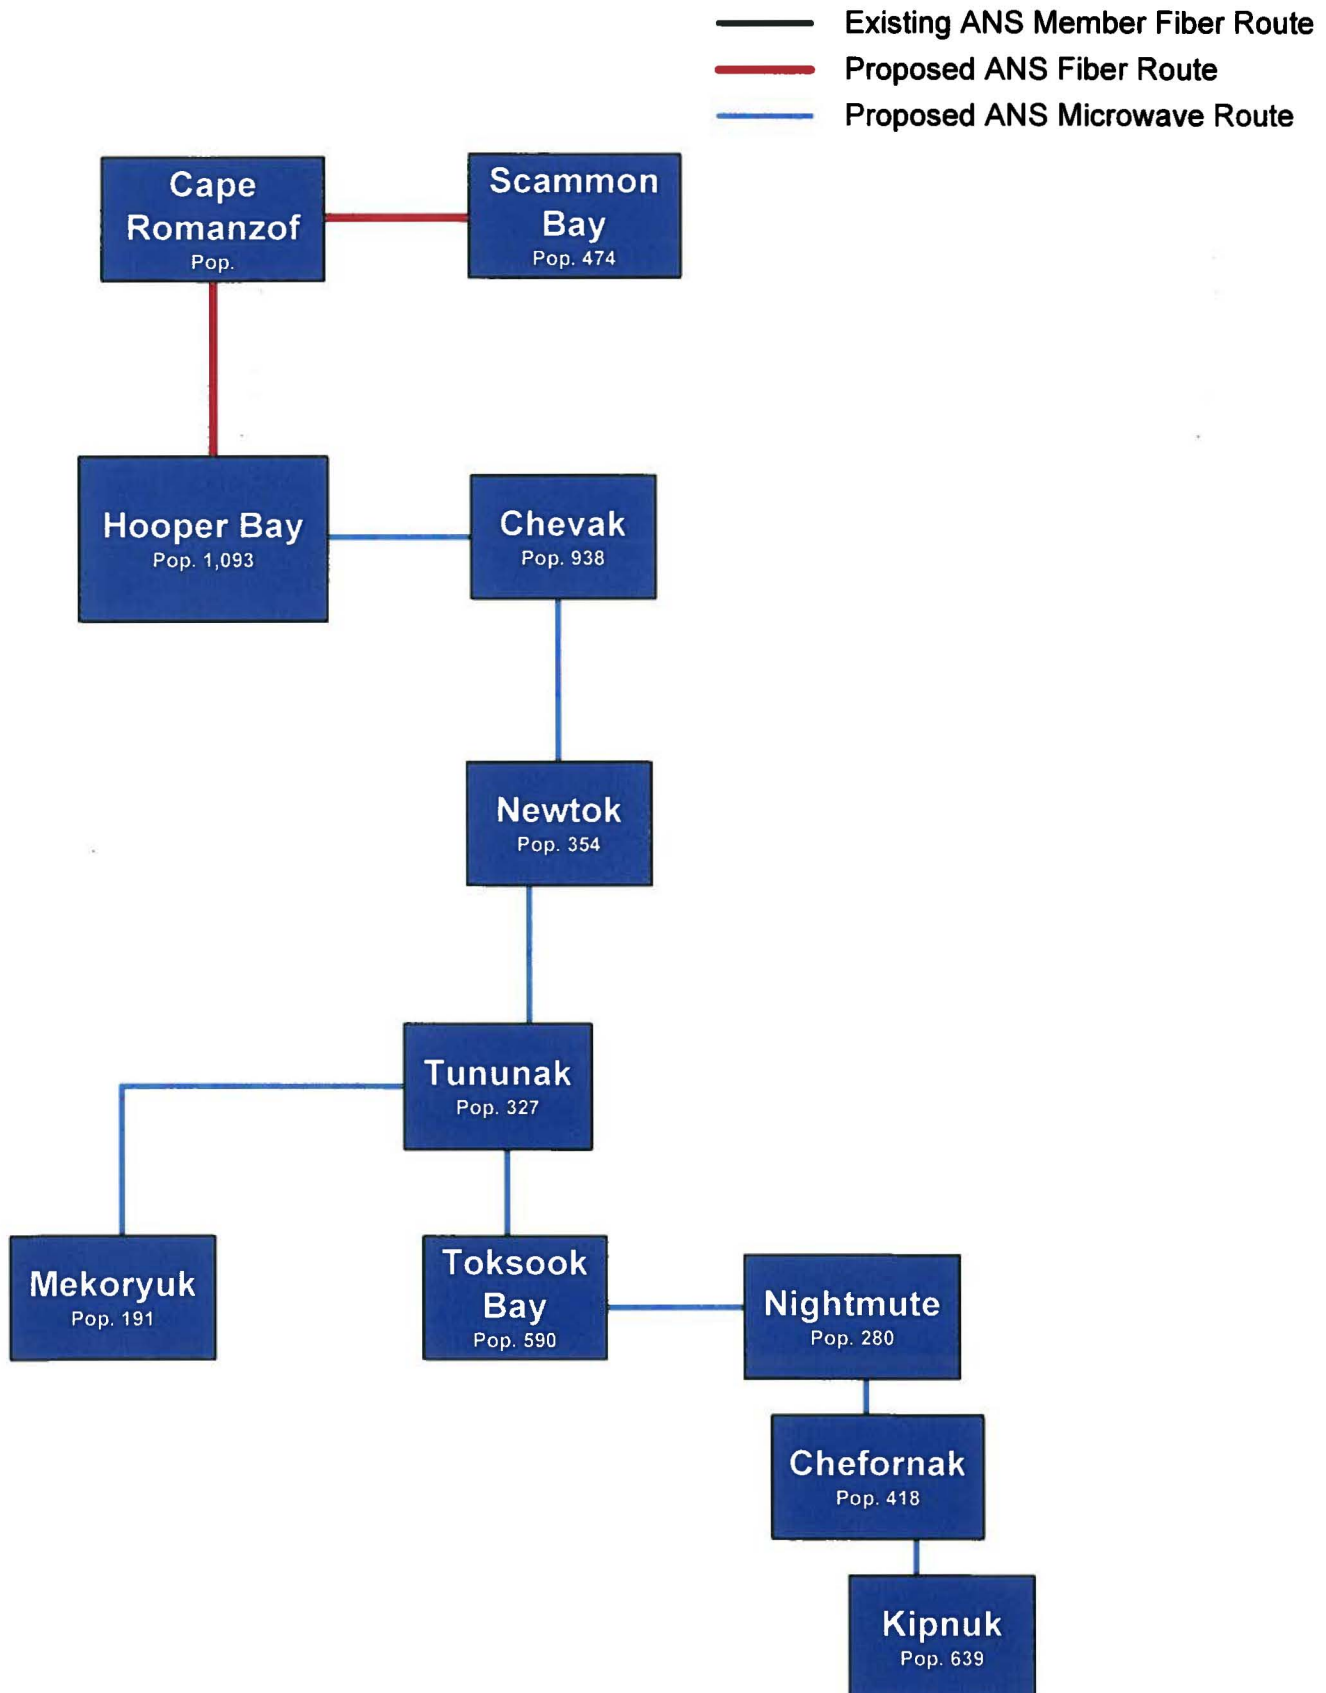 Existing ANS Member Fiber Route
Proposed ANS Fiber Route
Proposed ANS Microwave Route
Cape
Romanzof
Pop.
Scammon
Bay
Pop. 474
Hooper Bay
Pop. 1,093
Chevak
Pop. 938
Newtok
Pop. 354
Tununak
Pop. 327
Mekoryuk
Pop. 191
Toksook
Bay
Pop. 590
Nightmute
Pop. 280
Chefornak
Pop. 418
Kipnuk
Pop. 639